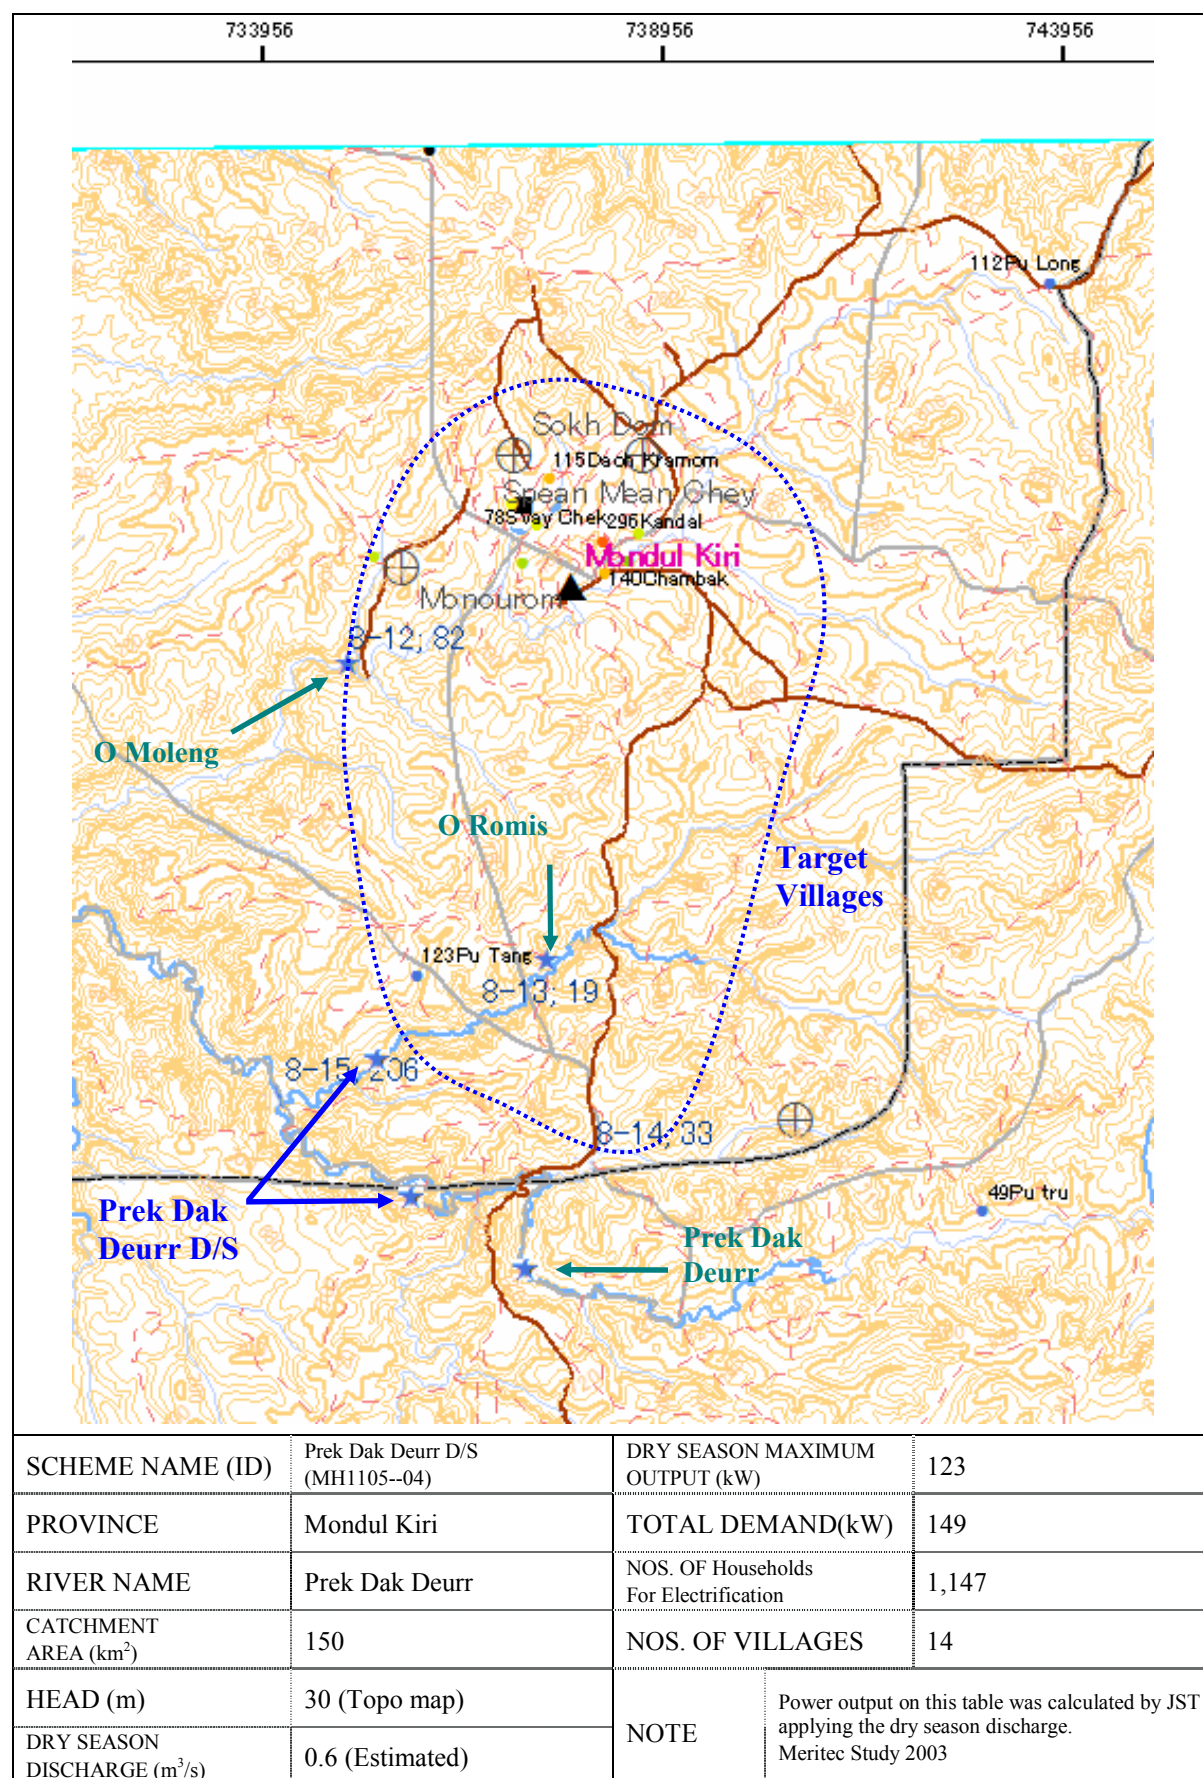 733956 738956 743956
112Pu Long
Sokh Dom
115Daoh Kramom
Spean Mean Chey
78Svay Chek 296Kandal
Mondul Kiri
140Chambak
Monourom
8-12; 82
O Moleng
O Romis
Target
Villages
123Pu Tang
8-13; 19
8-15; 206
8-14; 33
Prek Dak
Deurr D/S
49Pu tru
Prek Dak
Deurr
SCHEME NAME (ID) Prek Dak Deurr D/S
(MH1105--04)
DRY SEASON MAXIMUM
OUTPUT (kW) 123
PROVINCE Mondul Kiri TOTAL DEMAND(kW) 149
RIVER NAME Prek Dak Deurr
NOS. OF Households
For Electrification 1,147
CATCHMENT
AREA (km²) 150 NOS. OF VILLAGES 14
HEAD (m) 30 (Topo map)
DRY SEASON
DISCHARGE (m³/s) 0.6 (Estimated)
NOTE
Power output on this table was calculated by JST
applying the dry season discharge.
Meritec Study 2003